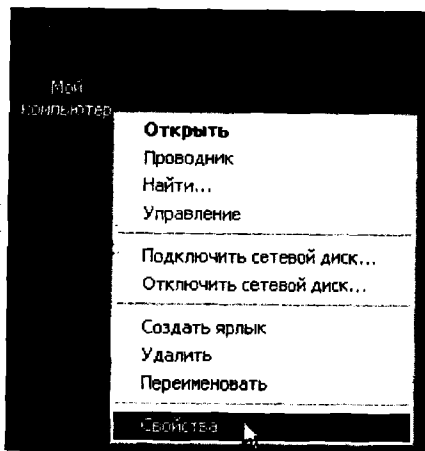 Мой
компьютер
Открыть
Проводник
Найти...
Управление
Подключить сетевой диск...
Отключить сетевой диск...
Создать ярлык
Удалить
Переименовать
Свойства